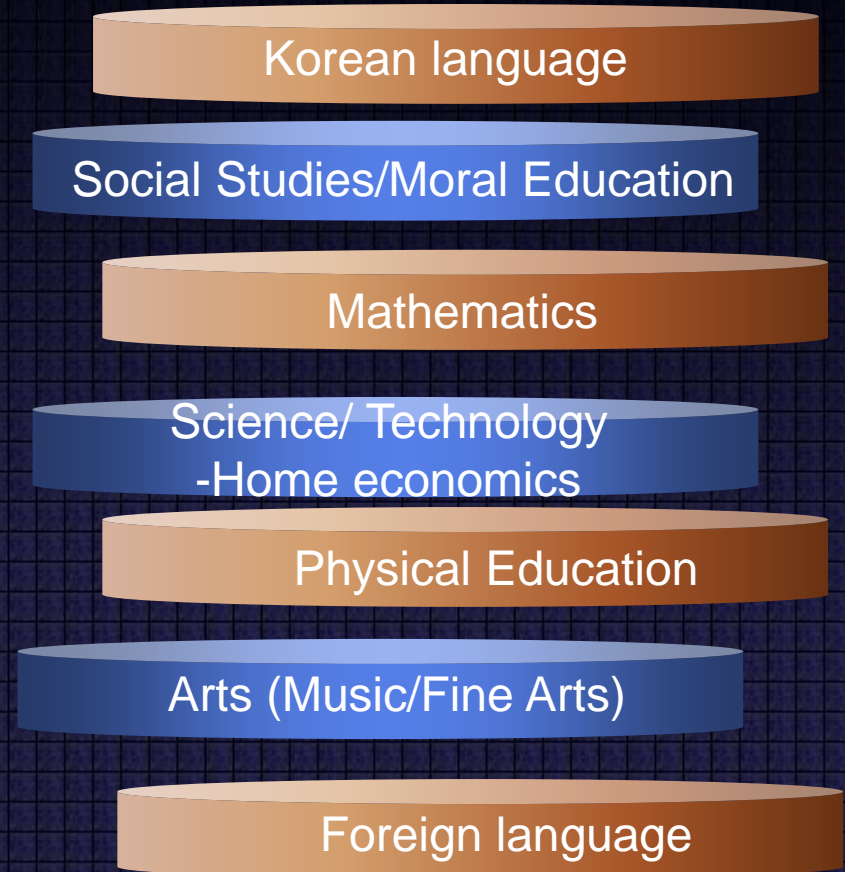 Korean language
Social Studies/Moral Education
Mathematics
Science/ Technology
-Home economics
Physical Education
Arts (Music/Fine Arts)
Foreign language